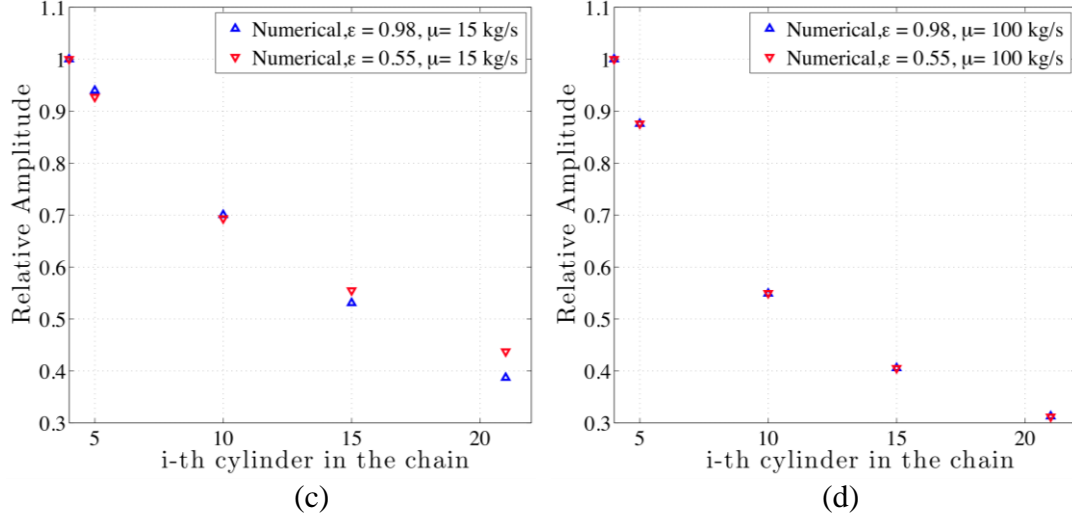 1.1
1
0.9
0.8
0.7
0.6
0.5
0.4
0.3
Relative Amplitude
Numerical,ε = 0.98, μ= 15 kg/s
Numerical,ε = 0.55, μ= 15 kg/s
5 10 15 20
i-th cylinder in the chain
(c)
1.1
1
0.9
0.8
0.7
0.6
0.5
0.4
0.3
Relative Amplitude
Numerical,ε = 0.98, μ= 100 kg/s
Numerical,ε = 0.55, μ= 100 kg/s
5 10 15 20
i-th cylinder in the chain
(d)